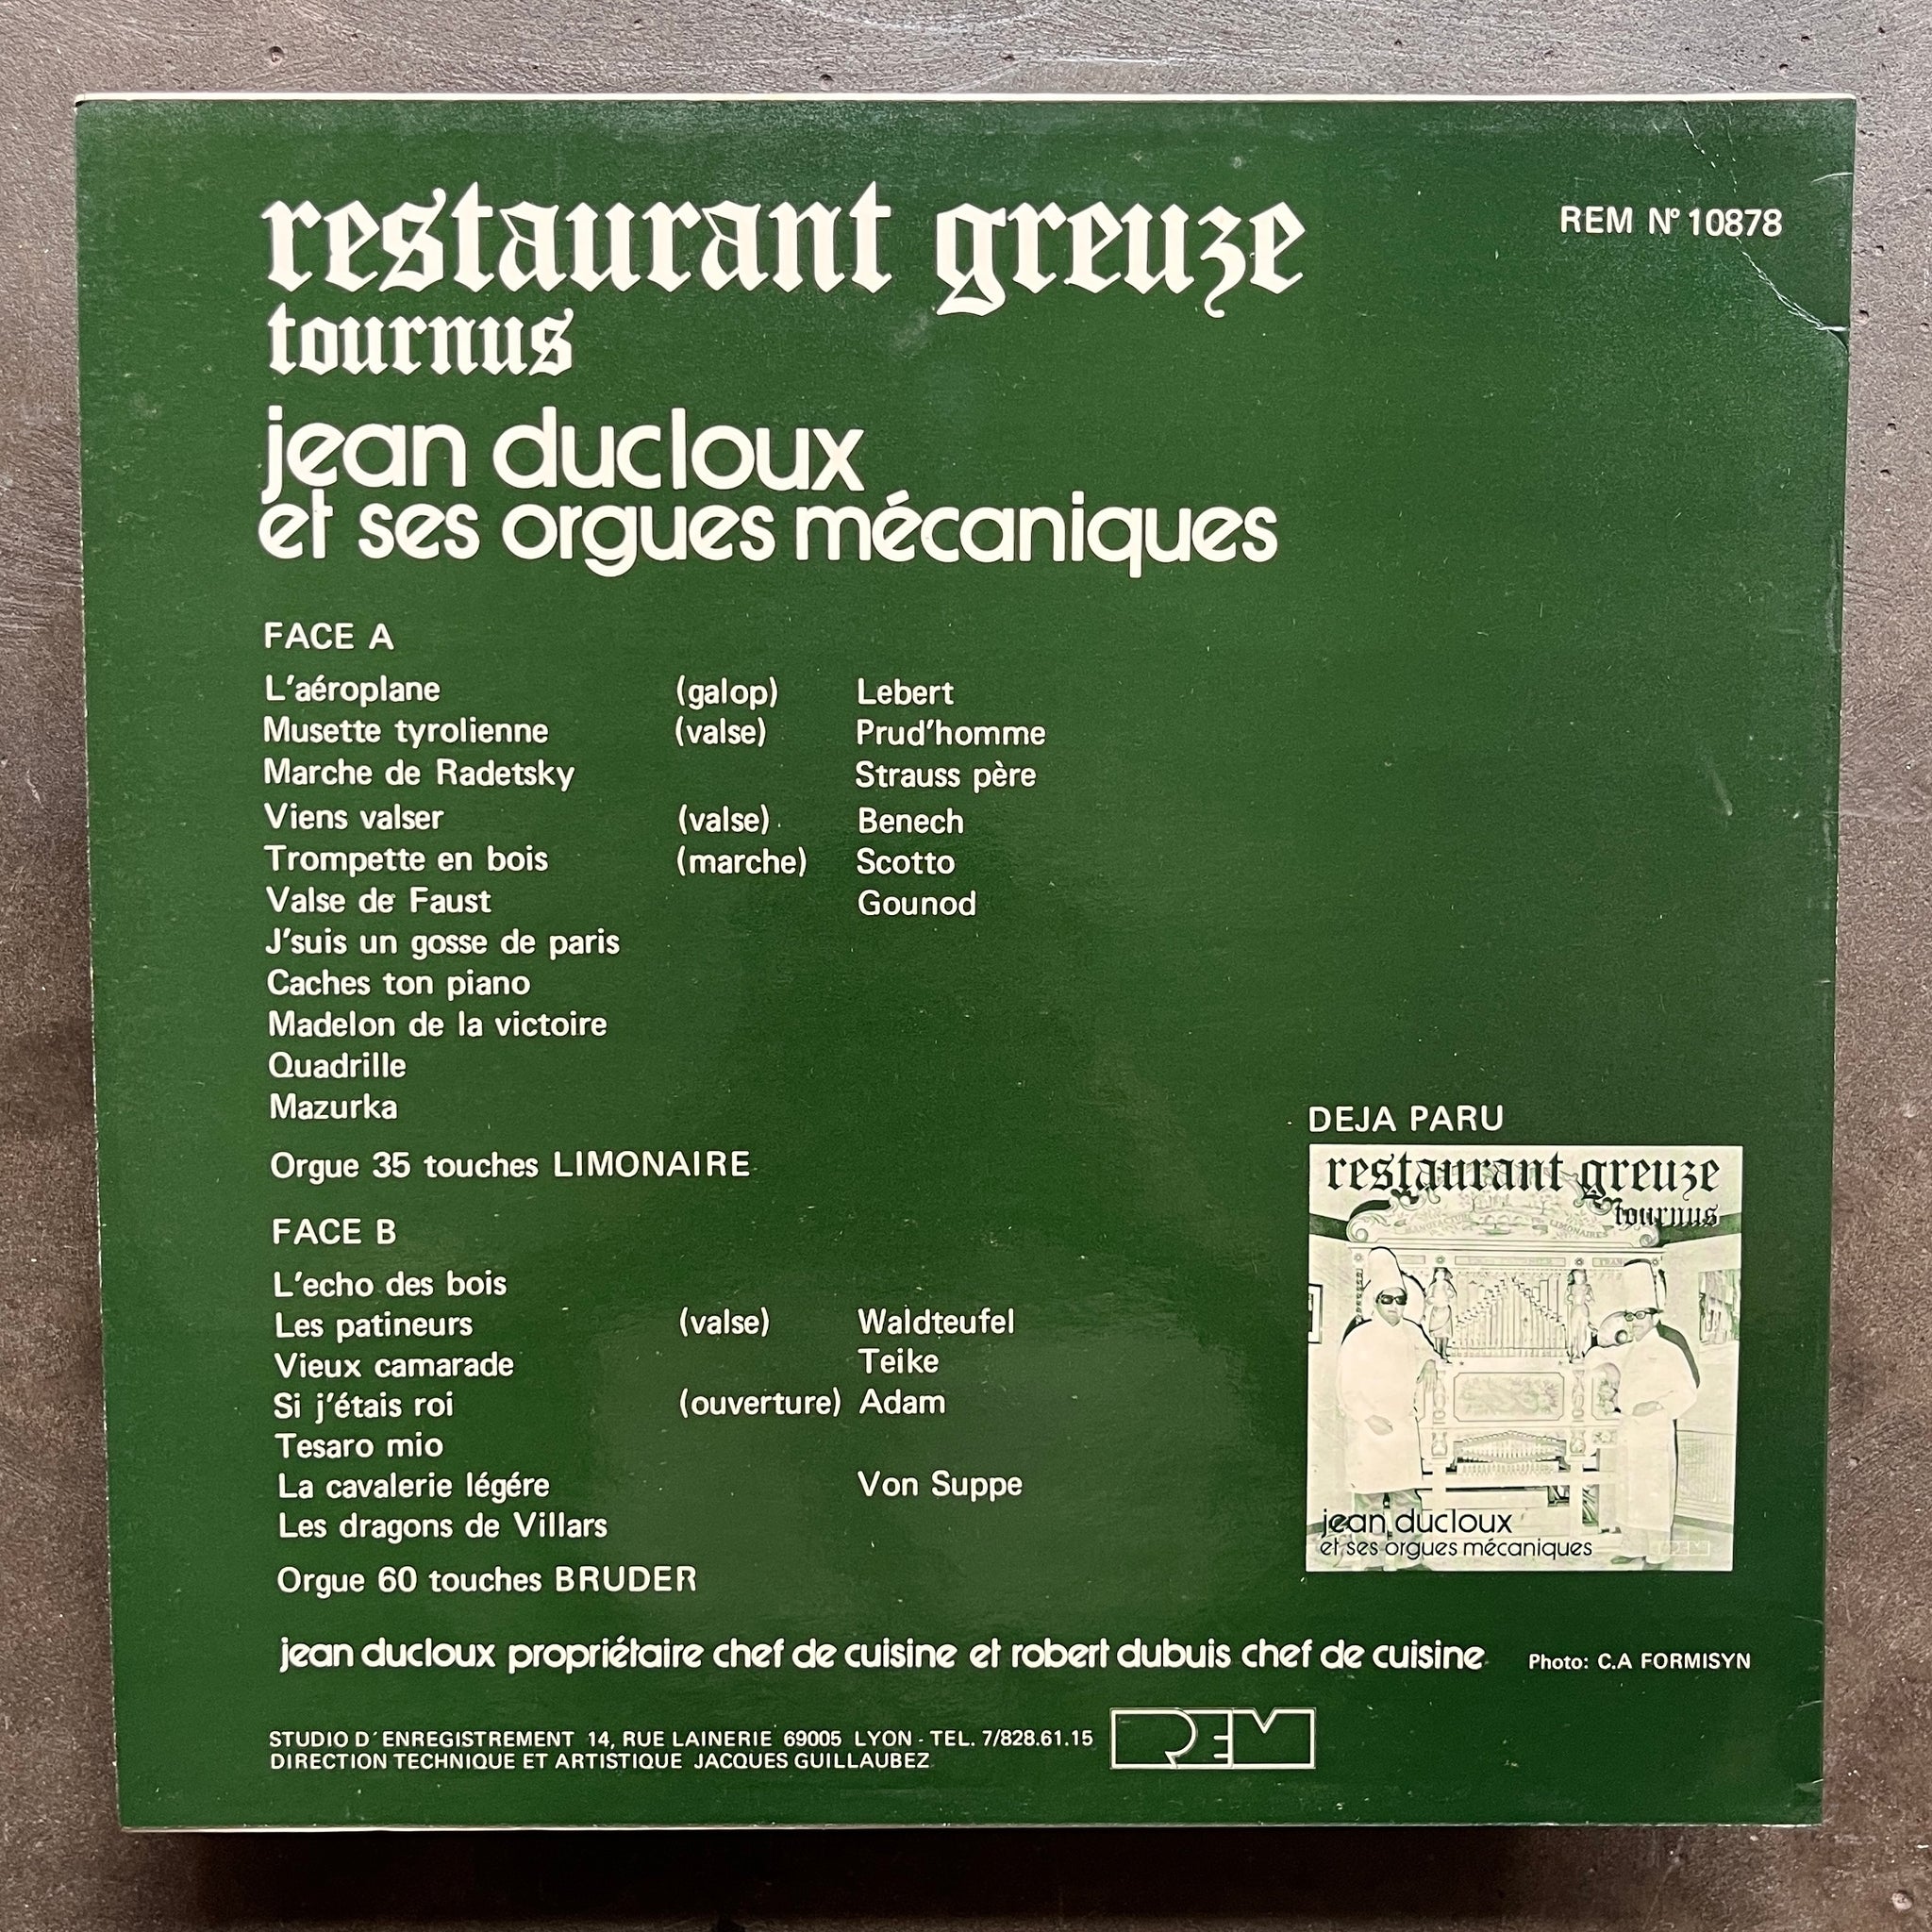 restaurant greuze
REM N° 10878
tournus
jean ducloux
et ses orgues mécaniques
FACE A
L'aéroplane (galop) Lebert
Musette tyrolienne (valse) Prud'homme
Marche de Radetsky Strauss père
Viens valser (valse) Benech
Trompette en bois (marche) Scotto
Valse de Faust Gounod
J'suis un gosse de paris
Caches ton piano
Madelon de la victoire
Quadrille
Mazurka
Orgue 35 touches LIMONAIRE
FACE B
L'echo des bois
Les patineurs (valse) Waldteufel
Vieux camarade Teike
Si j'étais roi (ouverture) Adam
Tesaro mio
La cavalerie légére Von Suppe
Les dragons de Villars
Orgue 60 touches BRUDER
DEJA PARU
restaurant greuze
tournus
LIMONAIRES
jean ducloux
et ses orgues mécaniques
REM
jean ducloux propriétaire chef de cuisine et robert dubuis chef de cuisine
Photo: C.A FORMISYN
STUDIO D'ENREGISTREMENT 14, RUE LAINERIE 69005 LYON - TEL. 7/828.61.15
DIRECTION TECHNIQUE ET ARTISTIQUE JACQUES GUILLAUBEZ
REM